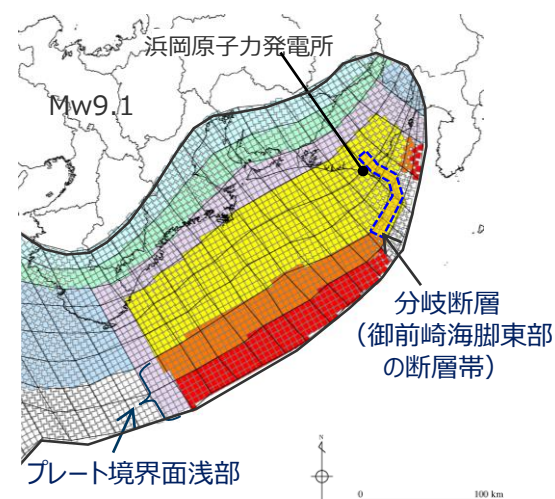 浜岡原子力発電所
Mw9.1
分岐断層
（御前崎海脚東部
の断層帯）
プレート境界面浅部
N
0 100 km